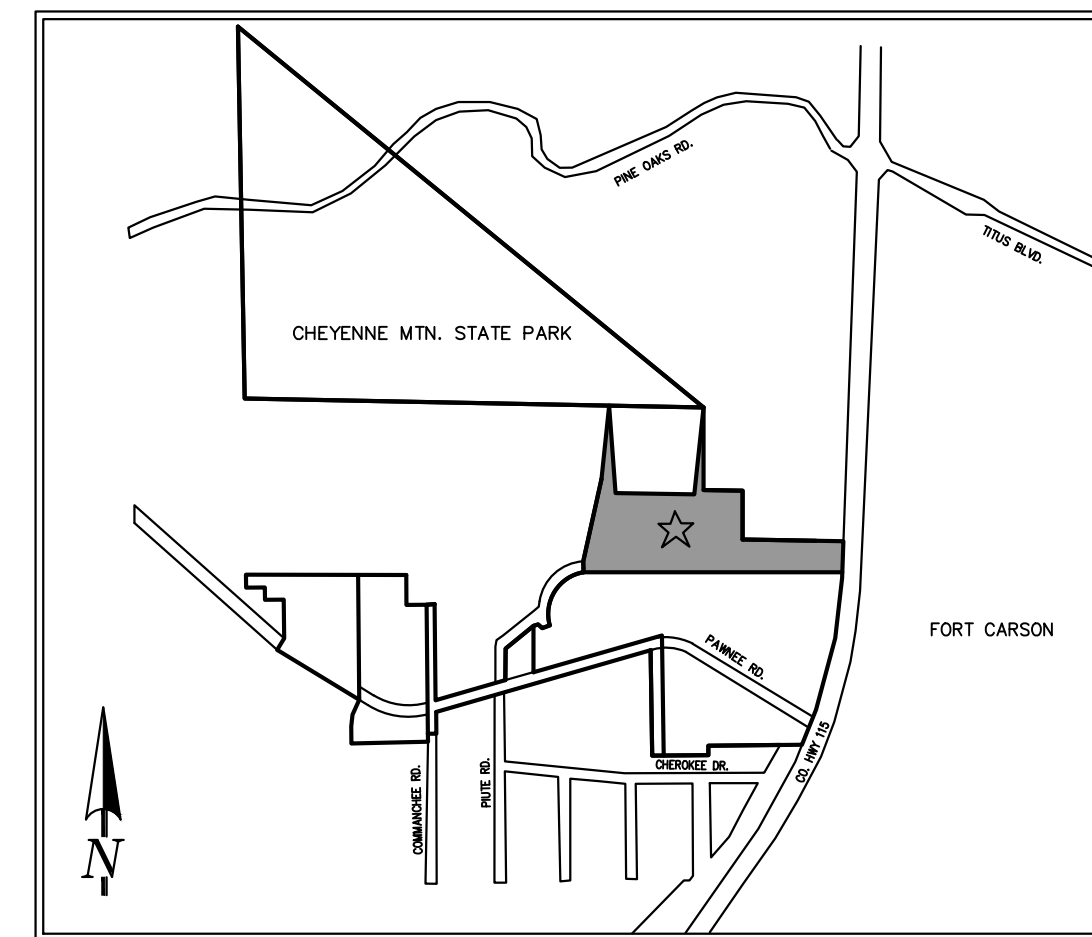 PINE OAKS RD.
TITUS BLVD.
CHEYENNE MTN. STATE PARK
FORT CARSON
PAWNEE RD.
CO. HWY 115
CHEROKEE DR.
PIUTE RD.
COMMANCHEE RD.
N